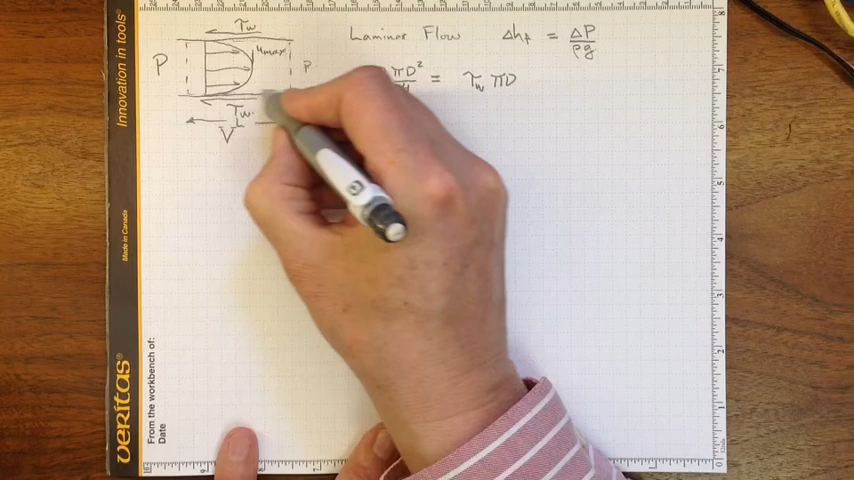 τw
Laminar Flow Δhf = ΔP / ρg
P umax P
πD² = τw πD
τw
L
V
Innovation in tools®
Made in Canada
veritas®
From the workbench of:
Date